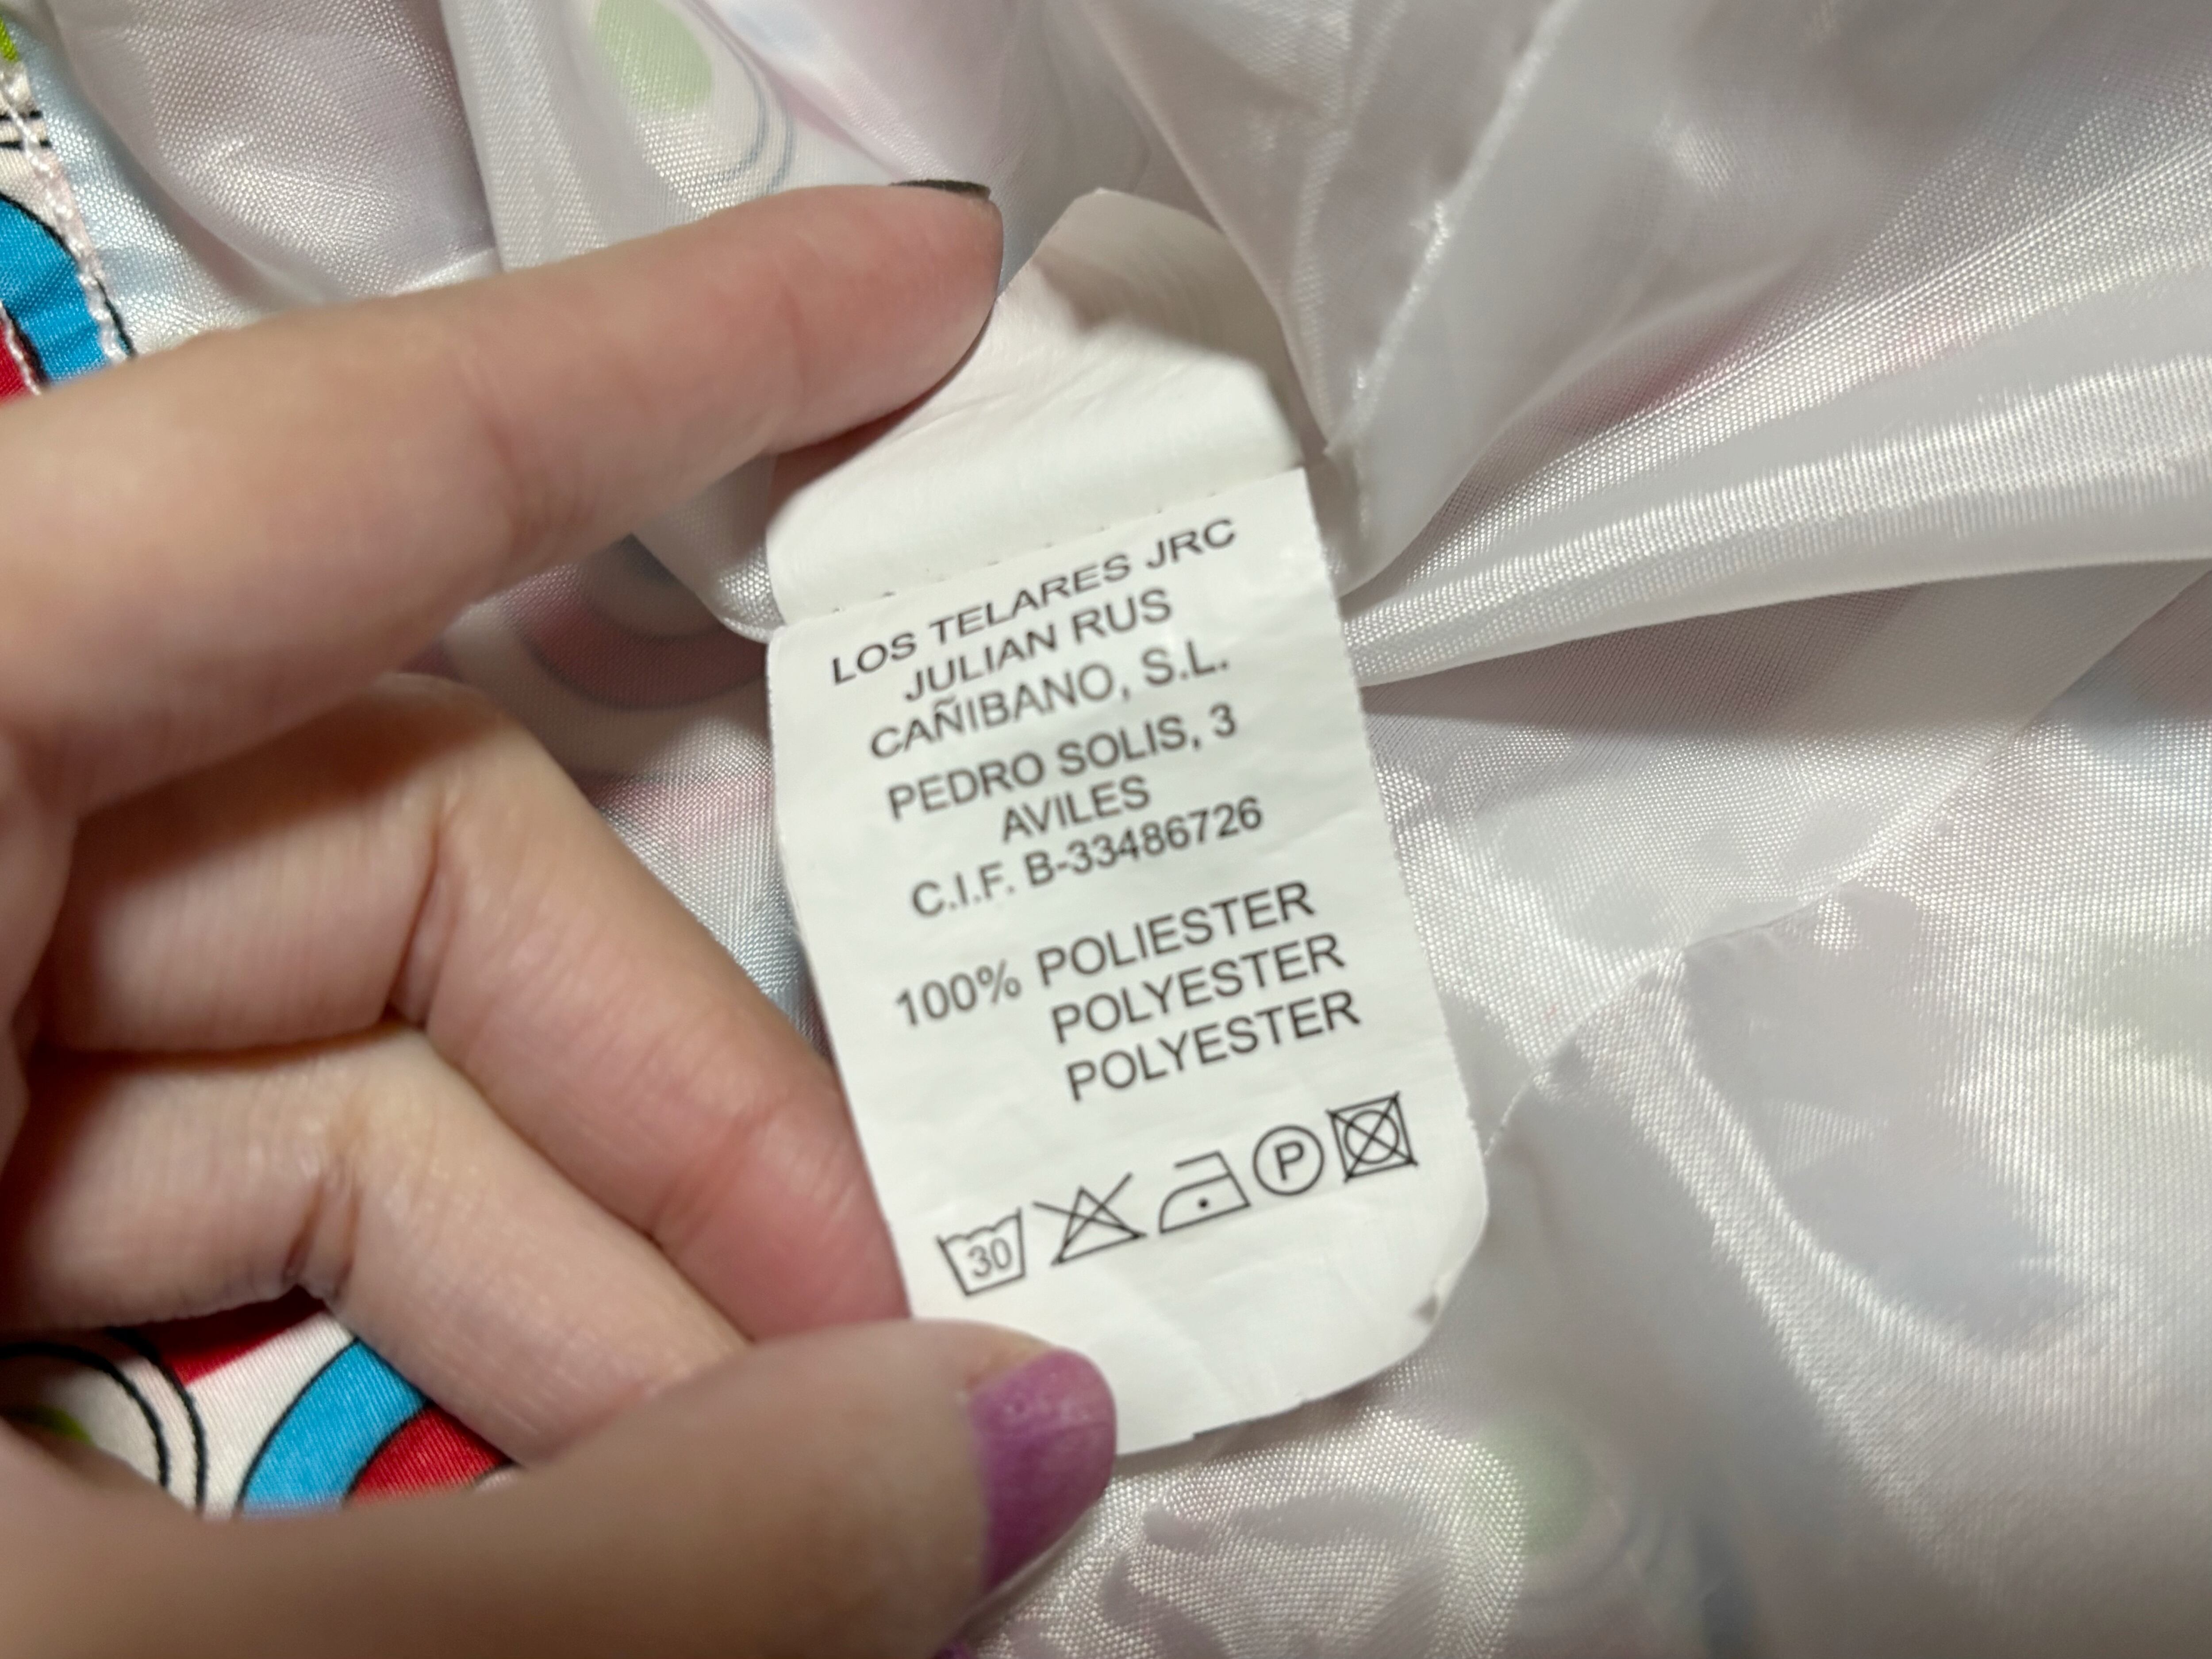 LOS TELARES JRC
JULIAN RUS
CAÑIBANO, S.L.
PEDRO SOLIS, 3
AVILES
C.I.F. B-33486726
100% POLIESTER
POLYESTER
POLYESTER
30 P